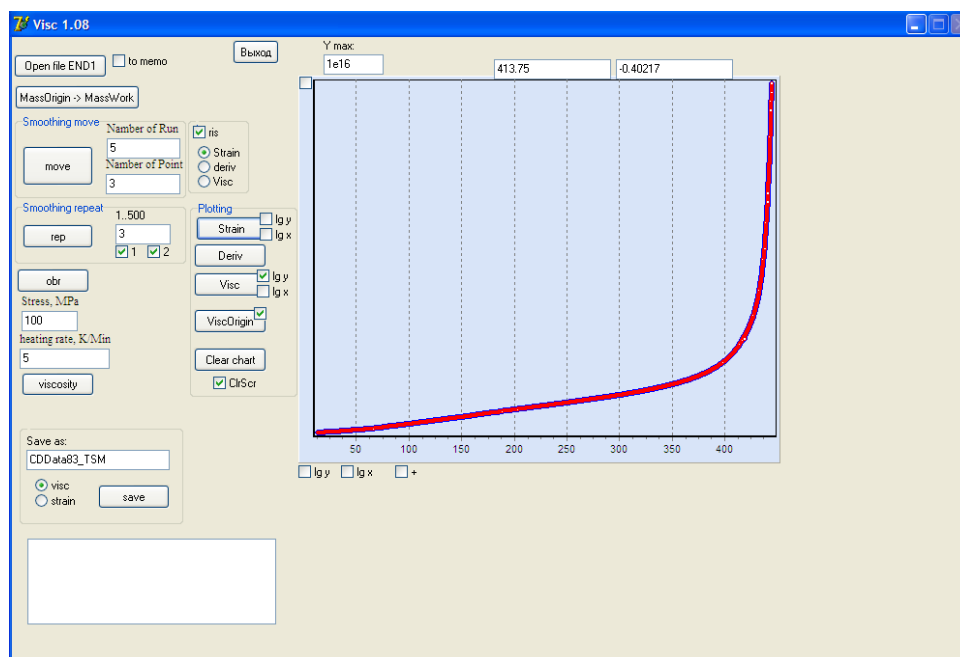 Visc 1.08
Open file END1
to memo
Выход
Y max:
1e16
413.75
-0.40217
MassOrigin -> MassWork
Smoothing move
Namber of Run
5
move
Namber of Point
3
ris
Strain
deriv
Visc
Smoothing repeat
1..500
rep
3
1
2
Plotting
Strain
lg y
lg x
Deriv
Visc
lg y
lg x
ViscOrigin
Clear chart
CliScr
obr
Stress, MPa
100
heating rate, K/Min
5
viscosity
50 100 150 200 250 300 350 400
lg y
lg x
+
Save as:
CDData83_TSM
visc
strain
save